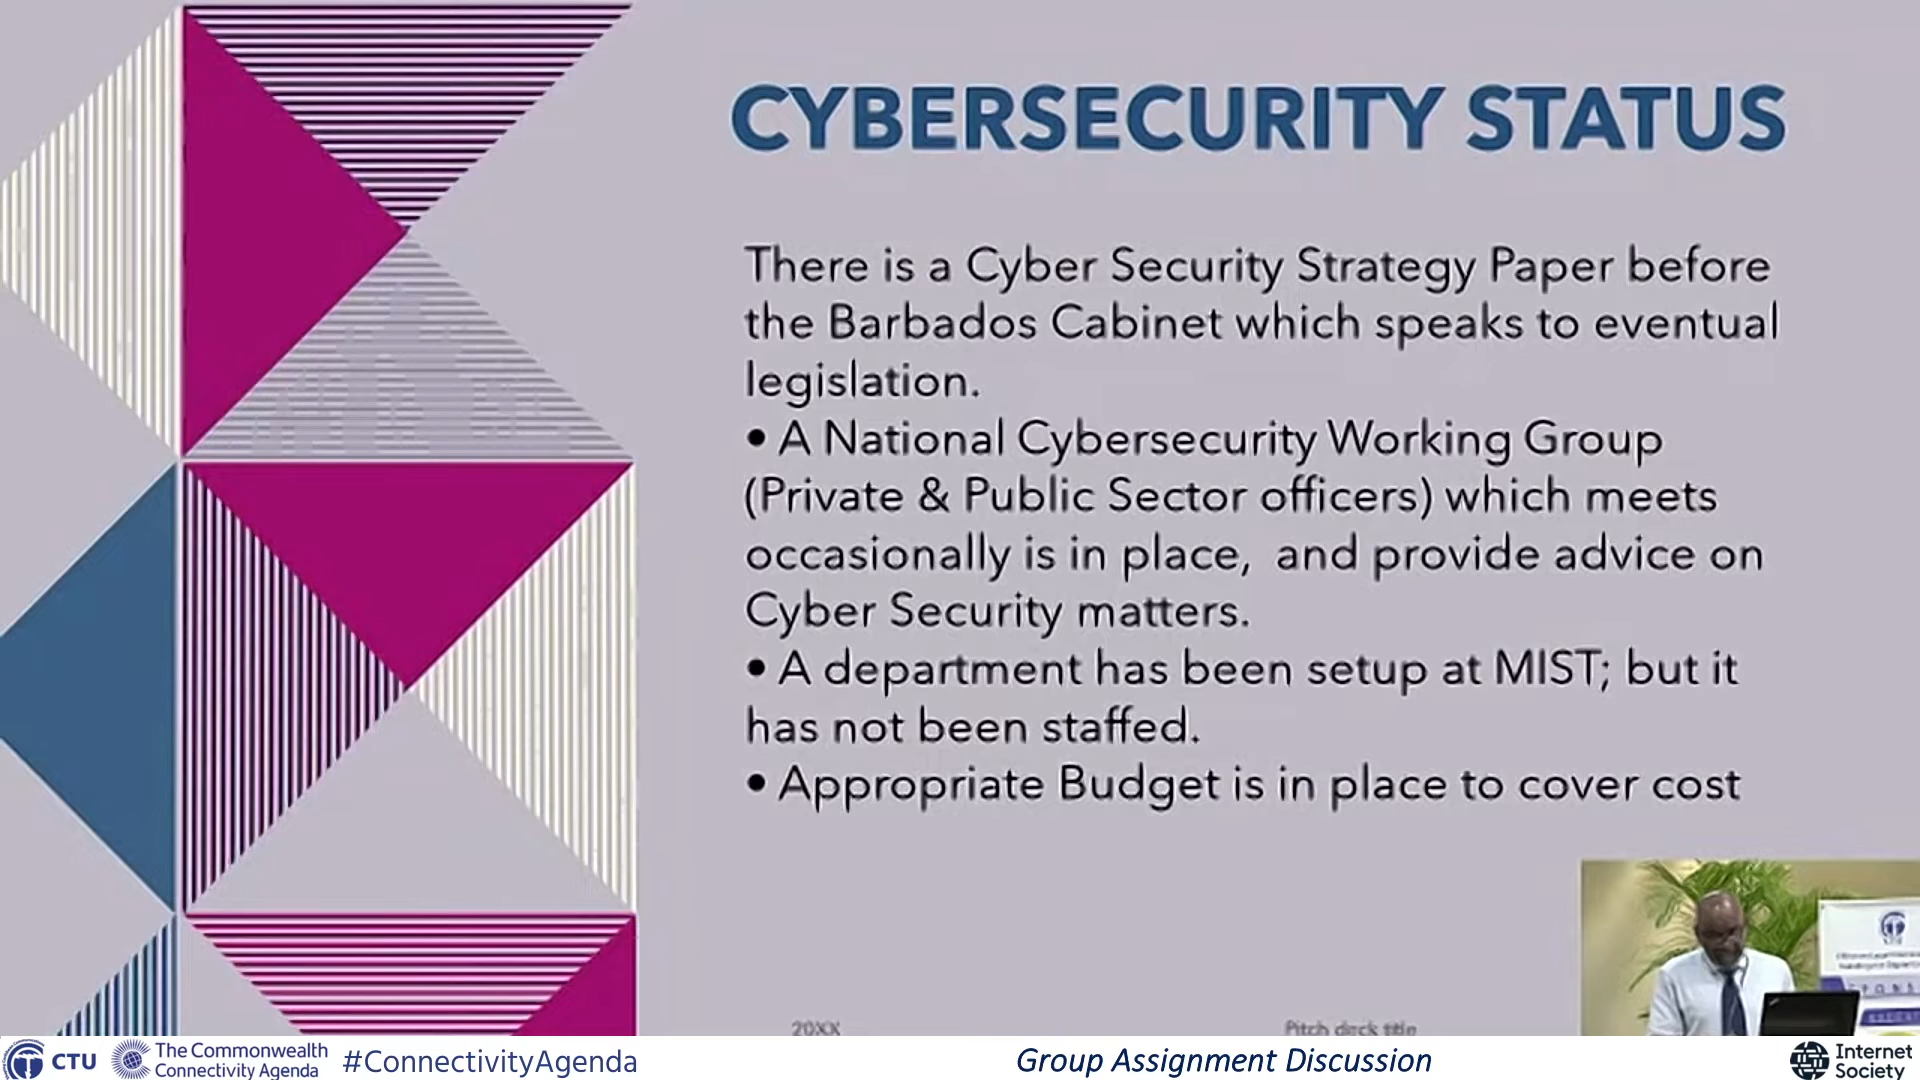 CYBERSECURITY STATUS
There is a Cyber Security Strategy Paper before
the Barbados Cabinet which speaks to eventual
legislation.
• A National Cybersecurity Working Group
(Private & Public Sector officers) which meets
occasionally is in place,  and provide advice on
Cyber Security matters.
• A department has been setup at MIST; but it
has not been staffed.
• Appropriate Budget is in place to cover cost
20XX
Pitch deck title
CTU
The Commonwealth
Connectivity Agenda
#ConnectivityAgenda
Group Assignment Discussion
Internet
Society